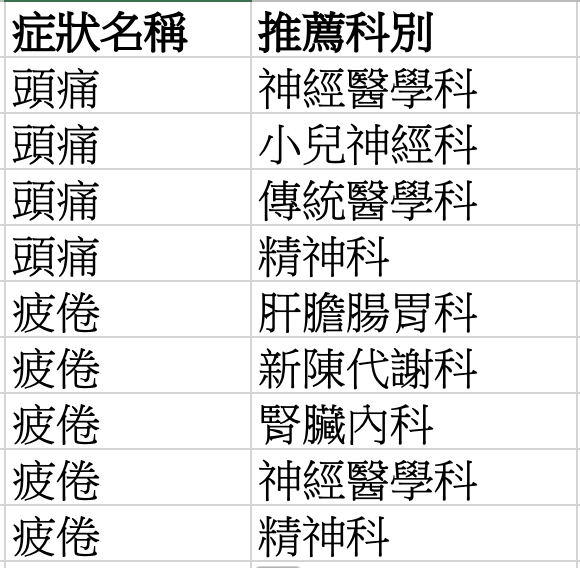 症狀名稱 推薦科別
頭痛 神經醫學科
頭痛 小兒神經科
頭痛 傳統醫學科
頭痛 精神科
疲倦 肝膽腸胃科
疲倦 新陳代謝科
疲倦 腎臟內科
疲倦 神經醫學科
疲倦 精神科